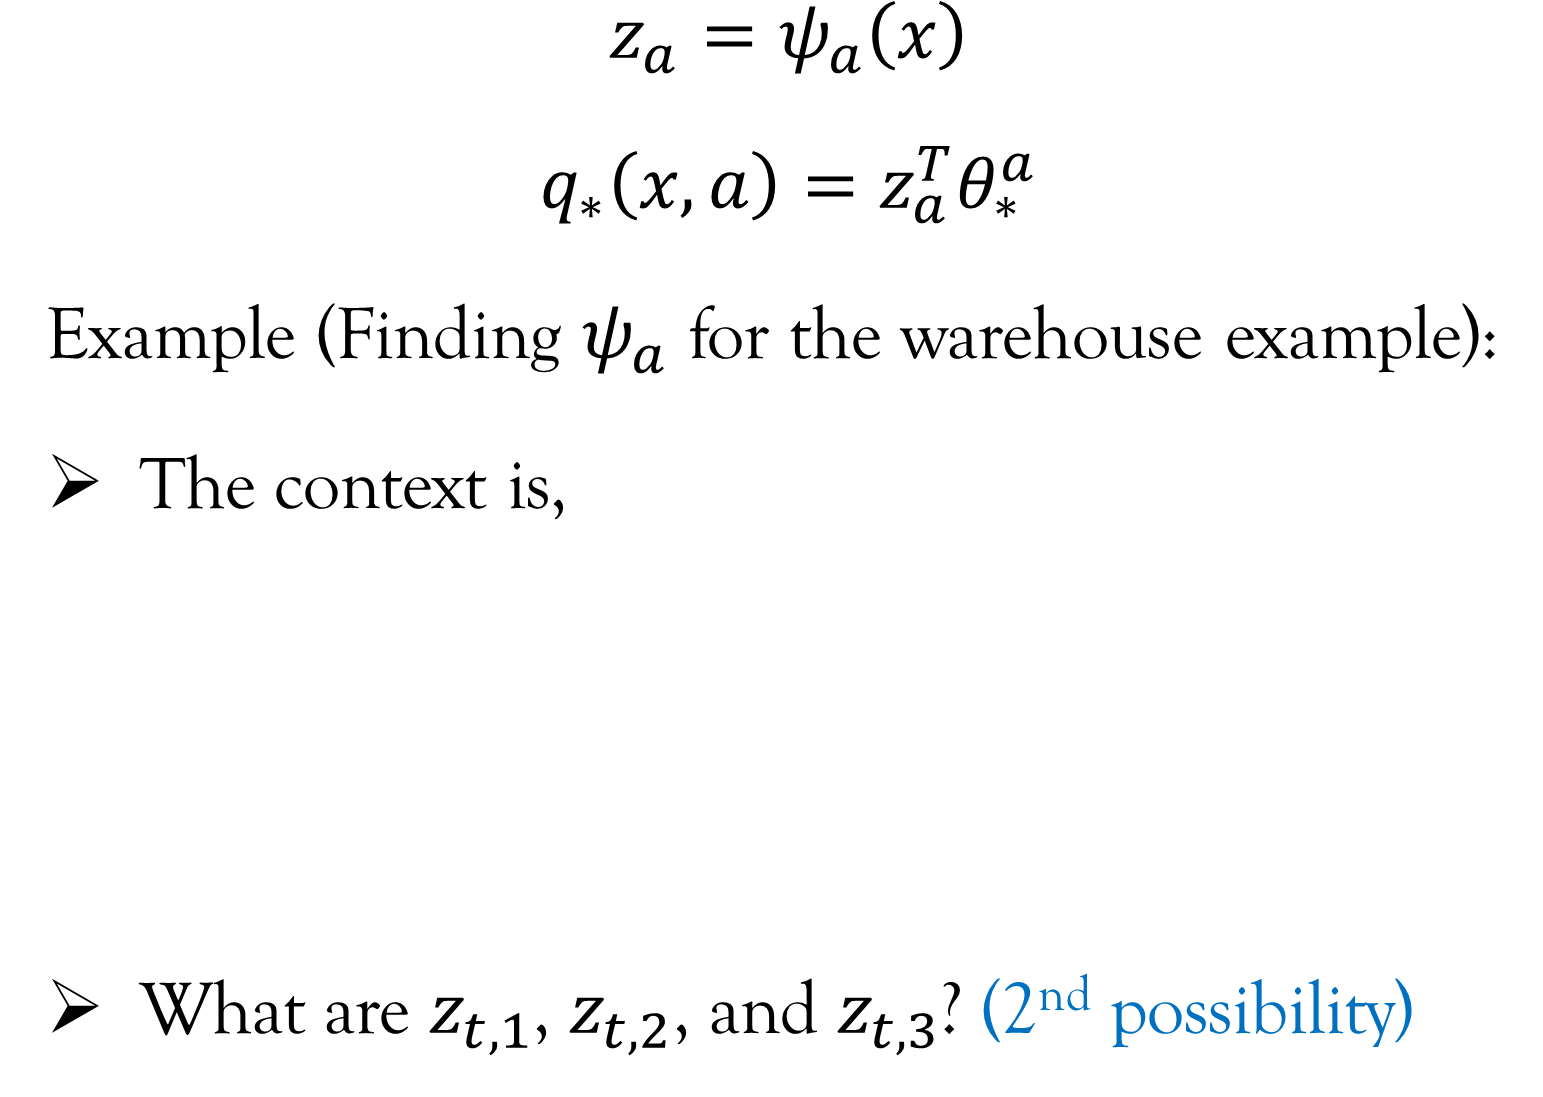 z_a = ψ_a(x)
q_*(x, a) = z_a^T θ_*^a
Example (Finding ψ_a for the warehouse example):
➢ The context is,
➢ What are z_{t,1}, z_{t,2}, and z_{t,3}? (2nd possibility)